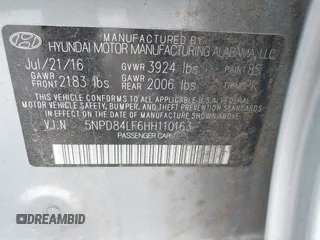 MANUFACTURED BY
HYUNDAI MOTOR MANUFACTURING ALABAMA, LLC
Jul/21/16 GVWR 3924 lbs PAINT
GAWR FRONT 2183 lbs GAWR REAR 2006 lbs TRIM
THIS VEHICLE CONFORMS TO ALL APPLICABLE U.S. FEDERAL MOTOR
VEHICLE SAFETY, BUMPER, AND THEFT PREVENTION STANDARDS
IN EFFECT ON THE DATE OF MANUFACTURE SHOWN ABOVE.
V.I.N 5NPD84LF6HH110163
DREAMBID